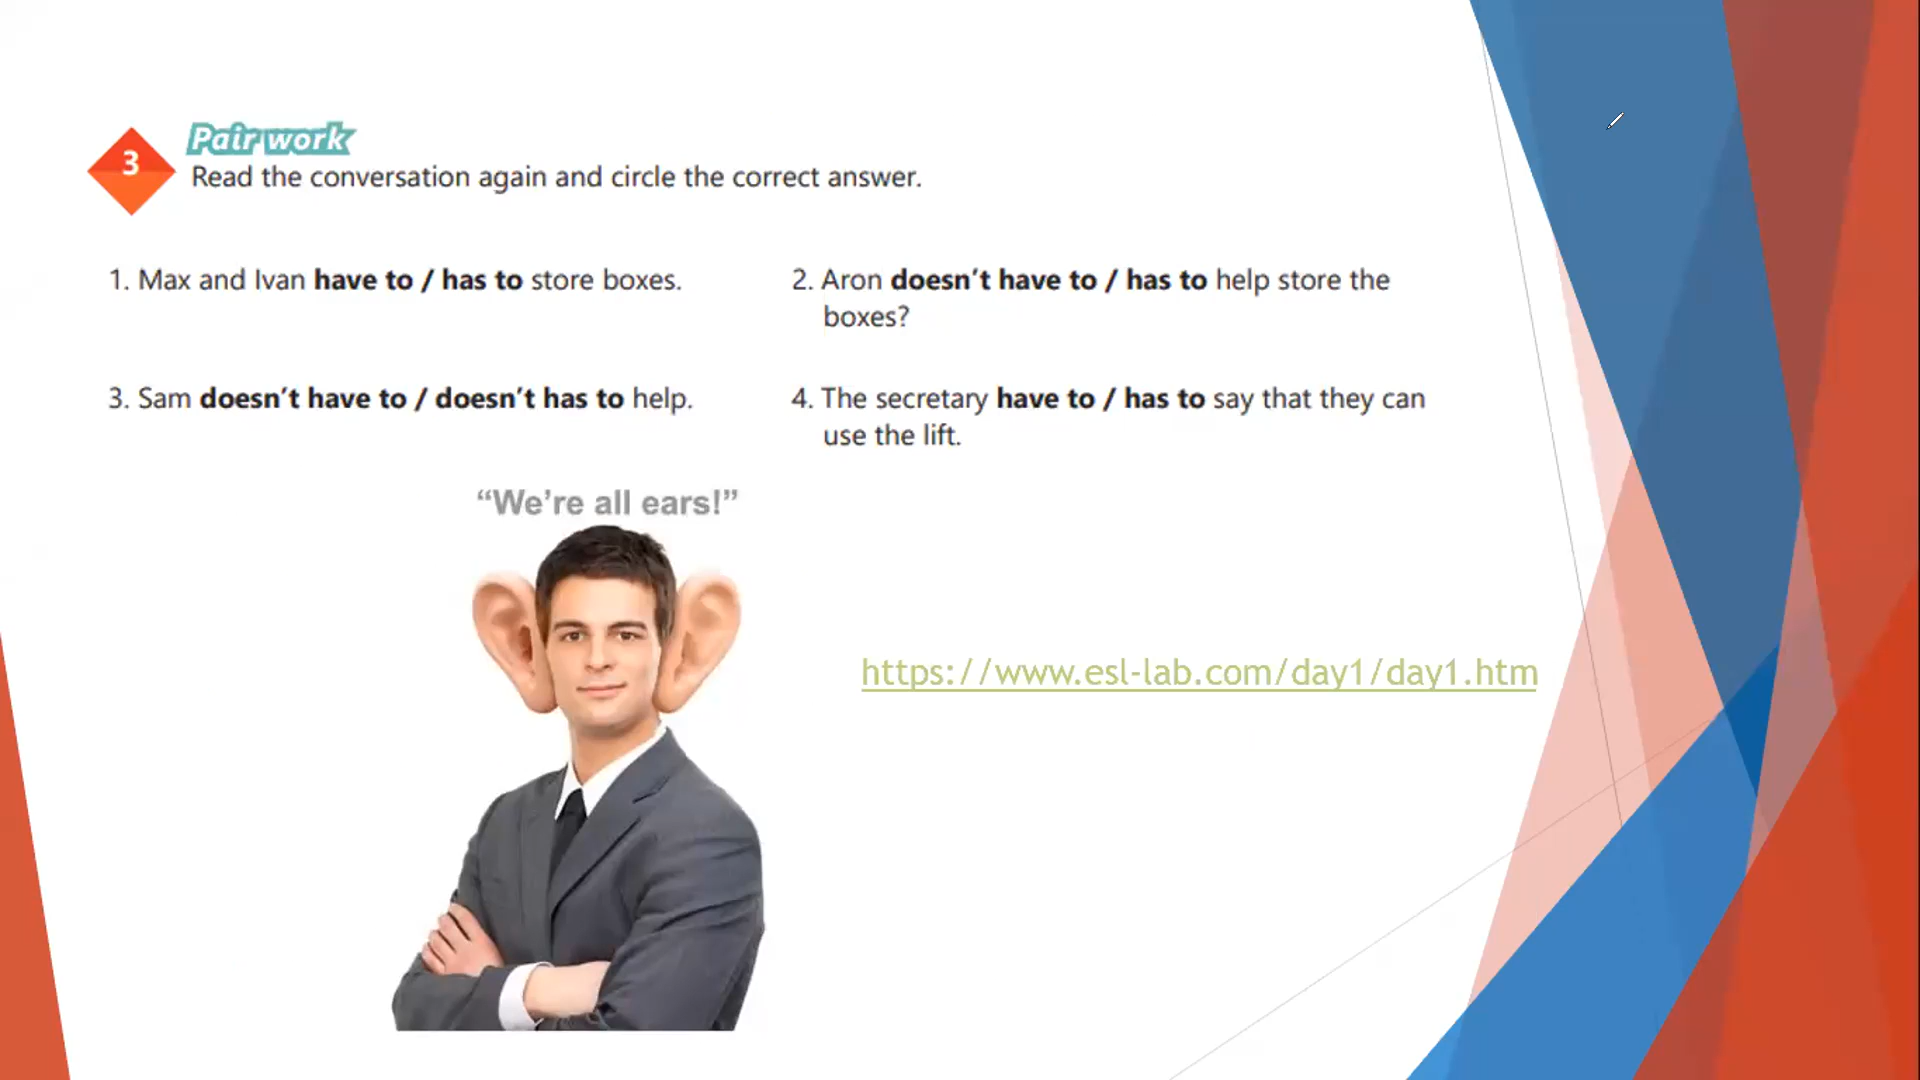 Pair work
3
Read the conversation again and circle the correct answer.
1. Max and Ivan have to / has to store boxes.
2. Aron doesn't have to / has to help store the
boxes?
3. Sam doesn't have to / doesn't has to help.
4. The secretary have to / has to say that they can
use the lift.
“We're all ears!”
https://www.esl-lab.com/day1/day1.htm